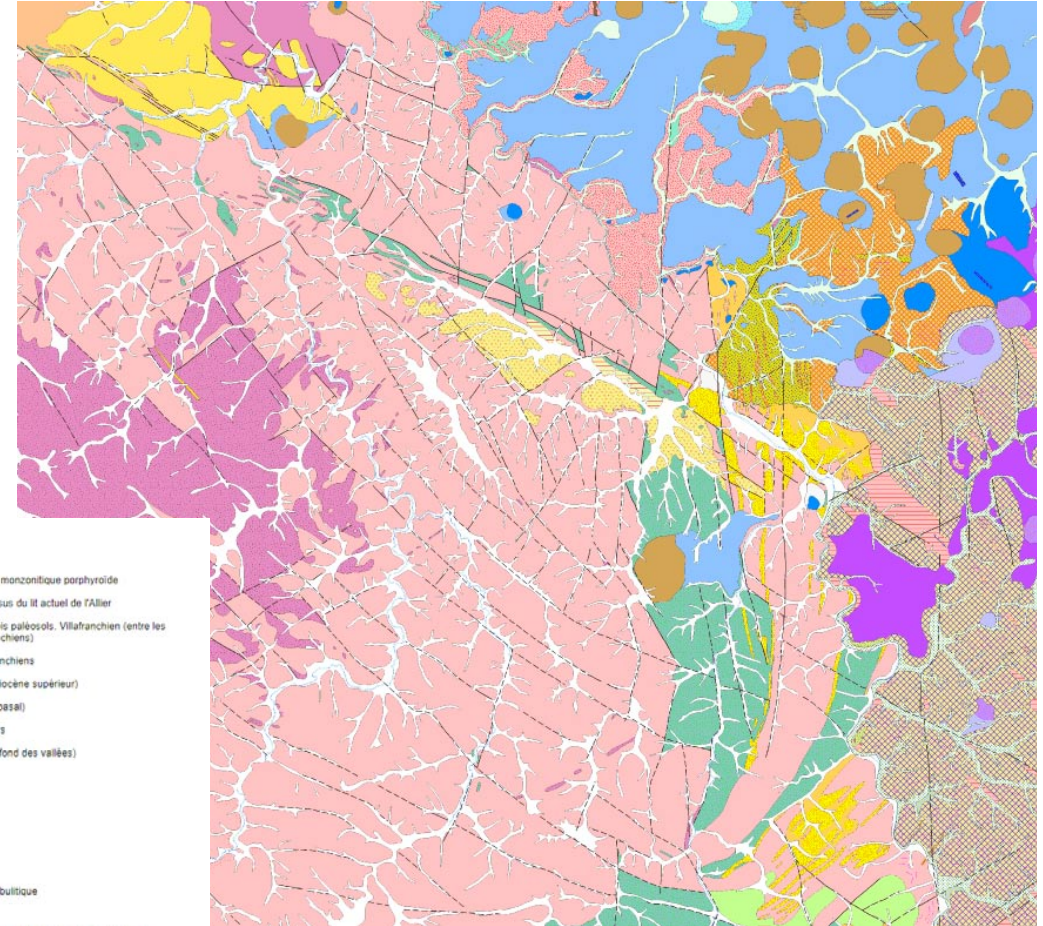 monzonitique porphyroïde
sus du lit actuel de l'Allier
is paléosols. Villafranchien (entre les
chiens)
nchiens
iocène supérieur)
basal)
rs
fond des vallées)
bulitique